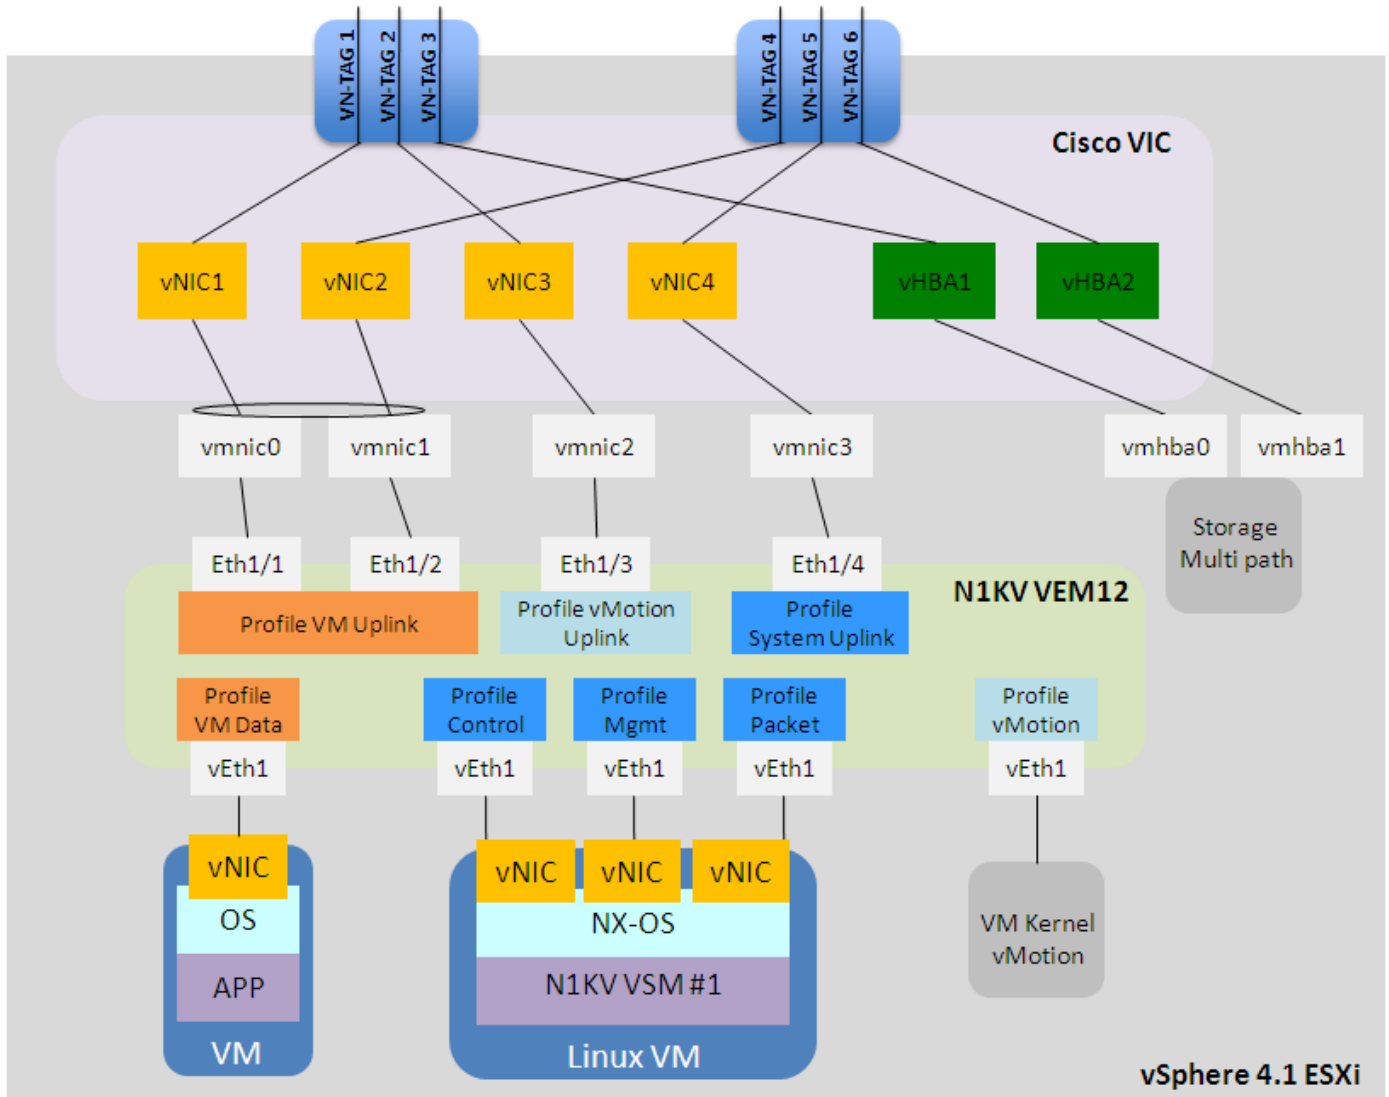 VN-TAG 1
VN-TAG 2
VN-TAG 3
VN-TAG 4
VN-TAG 5
VN-TAG 6
Cisco VIC
vNIC1
vNIC2
vNIC3
vNIC4
vHBA1
vHBA2
vmnic0
vmnic1
vmnic2
vmnic3
vmhba0
vmhba1
Storage
Multi path
Eth1/1
Eth1/2
Eth1/3
Eth1/4
N1KV VEM12
Profile VM Uplink
Profile vMotion
Uplink
Profile
System Uplink
Profile
VM Data
Profile
Control
Profile
Mgmt
Profile
Packet
Profile
vMotion
vEth1
vEth1
vEth1
vEth1
vEth1
vNIC
OS
APP
VM
vNIC
vNIC
vNIC
NX-OS
N1KV VSM #1
Linux VM
VM Kernel
vMotion
vSphere 4.1 ESXi